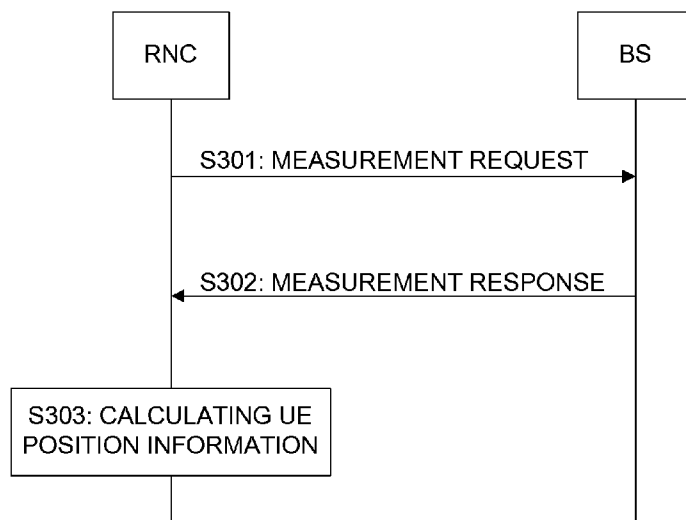 RNC
BS
S301: MEASUREMENT REQUEST
S302: MEASUREMENT RESPONSE
S303: CALCULATING UE
POSITION INFORMATION